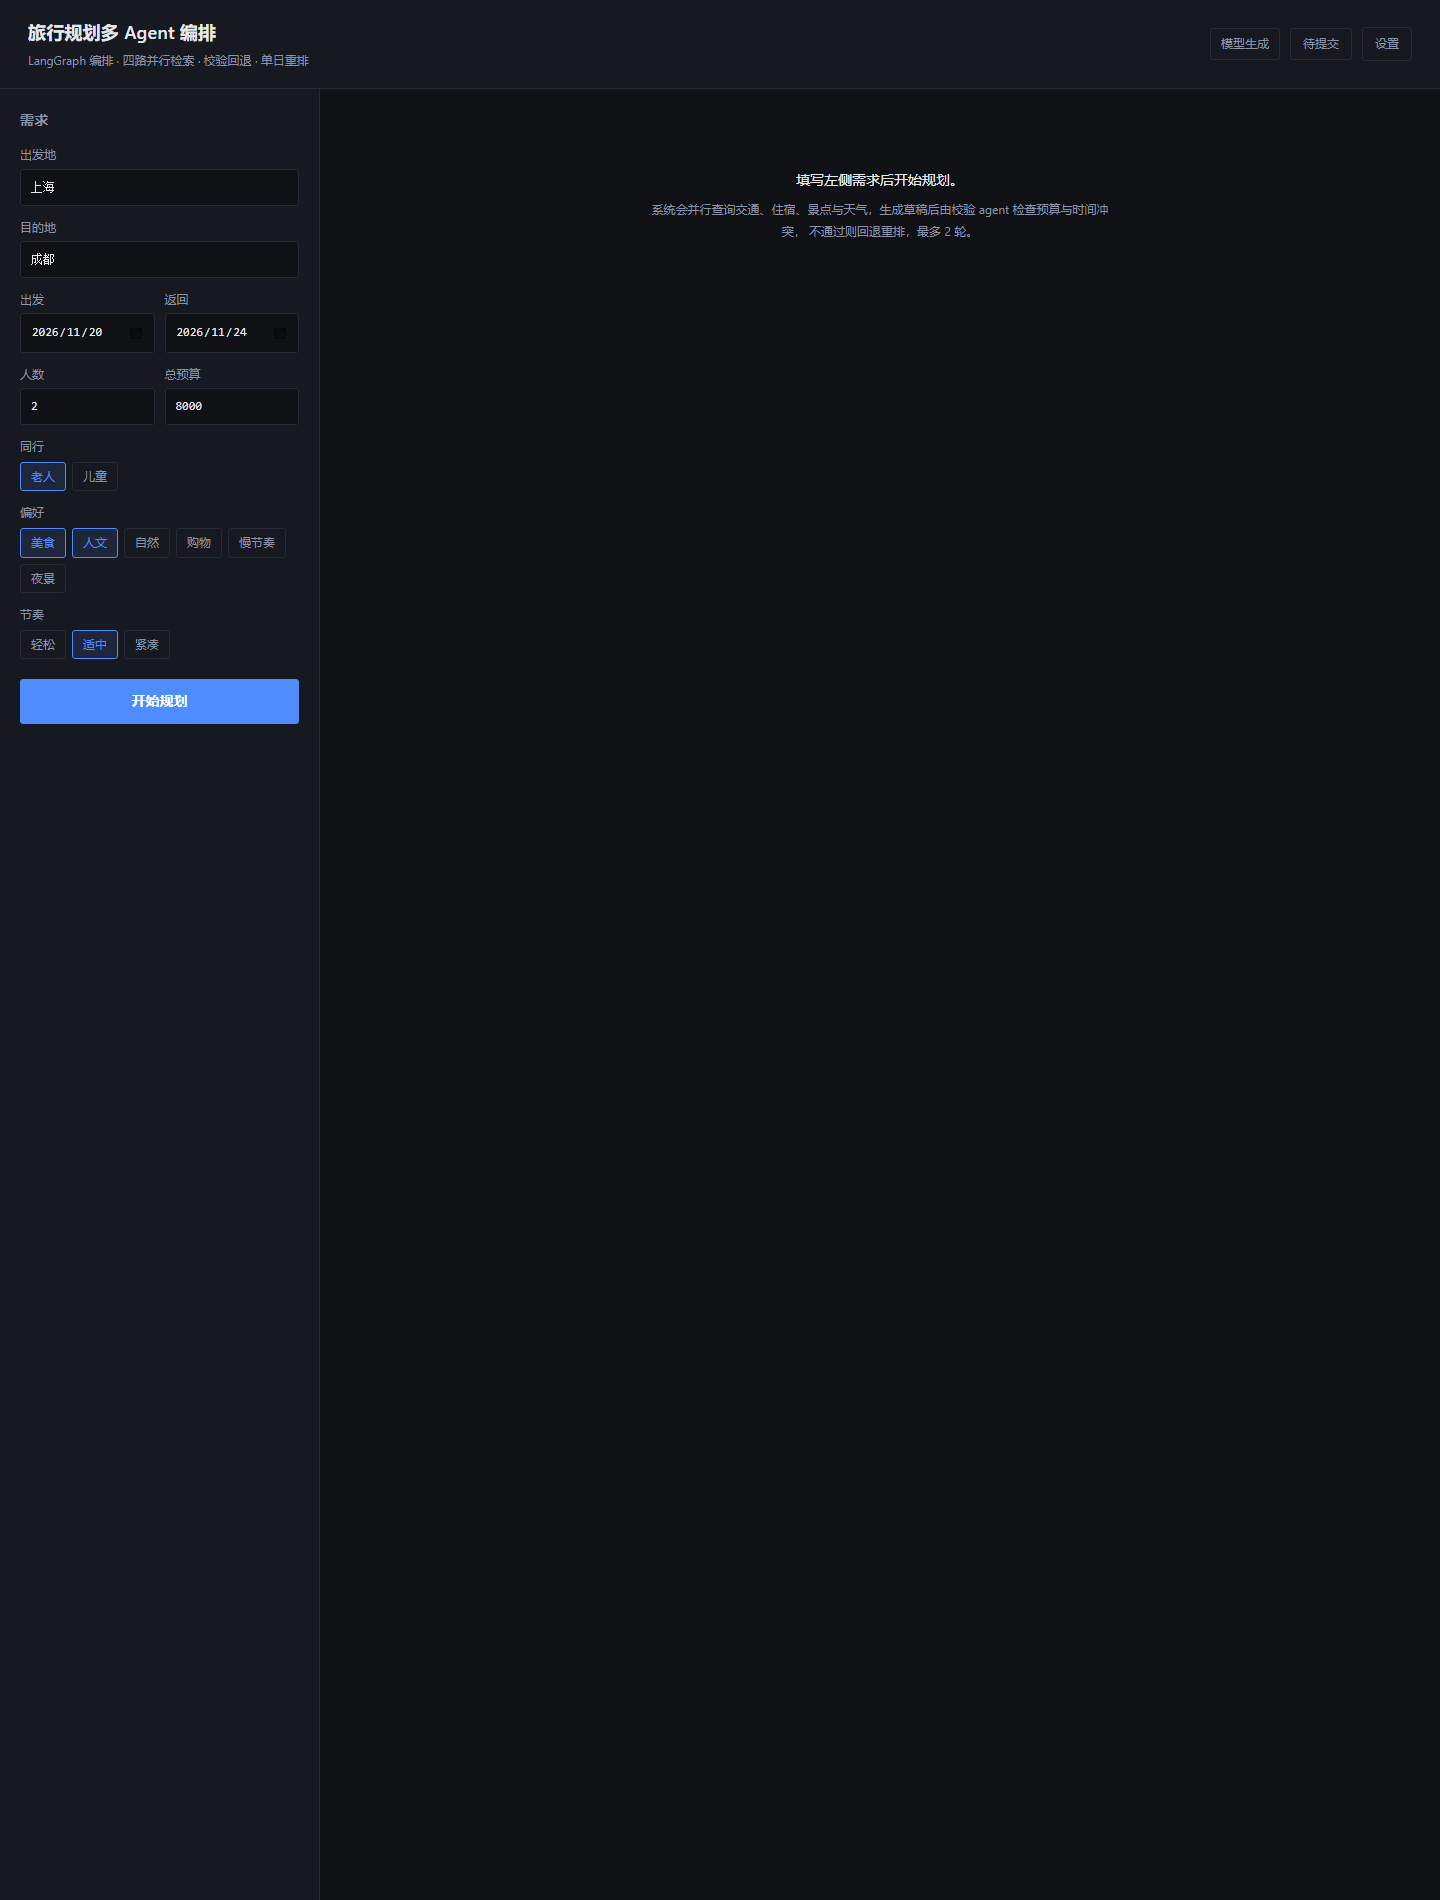 旅行规划多 Agent 编排
LangGraph 编排 · 四路并行检索 · 校验回退 · 单日重排
模型生成
待提交
设置
需求
出发地
上海
目的地
成都
出发 返回
2026/11/20 2026/11/24
人数 总预算
2 8000
同行
老人 儿童
偏好
美食 人文 自然 购物 慢节奏
夜景
节奏
轻松 适中 紧凑
开始规划
填写左侧需求后开始规划。
系统会并行查询交通、住宿、景点与天气，生成草稿后由校验 agent 检查预算与时间冲
突， 不通过则回退重排，最多 2 轮。